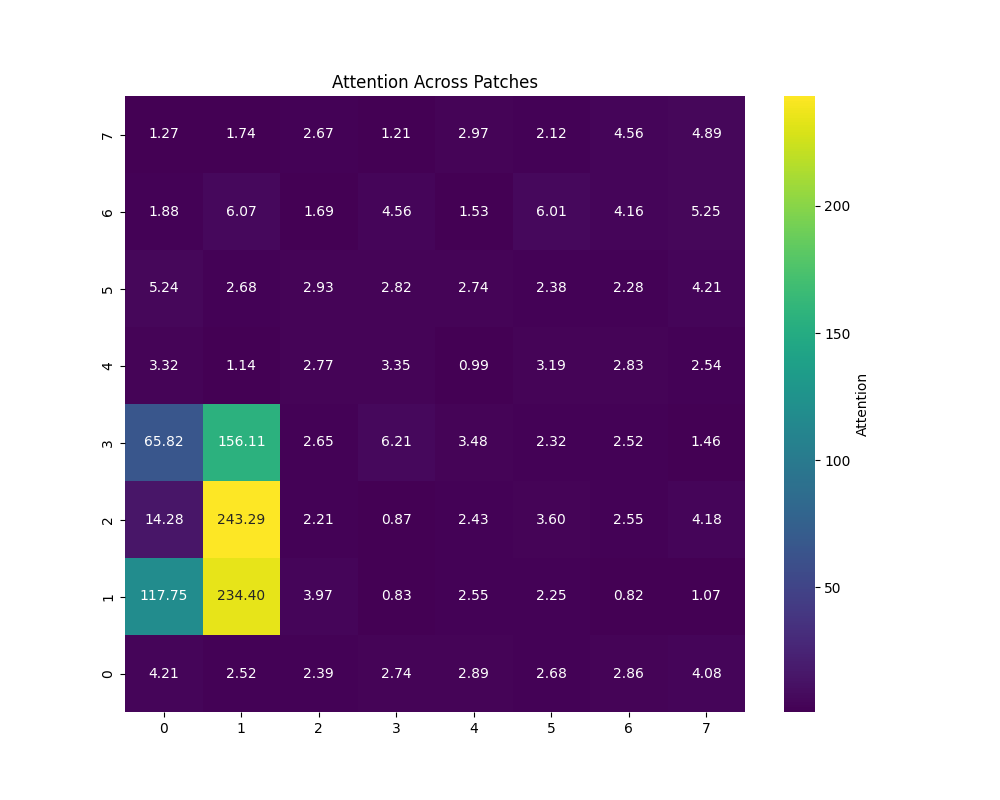 Attention Across Patches
7 1.27 1.74 2.67 1.21 2.97 2.12 4.56 4.89
6 1.88 6.07 1.69 4.56 1.53 6.01 4.16 5.25
5 5.24 2.68 2.93 2.82 2.74 2.38 2.28 4.21
4 3.32 1.14 2.77 3.35 0.99 3.19 2.83 2.54
3 65.82 156.11 2.65 6.21 3.48 2.32 2.52 1.46
2 14.28 243.29 2.21 0.87 2.43 3.60 2.55 4.18
1 117.75 234.40 3.97 0.83 2.55 2.25 0.82 1.07
0 4.21 2.52 2.39 2.74 2.89 2.68 2.86 4.08
0 1 2 3 4 5 6 7
200
150
100
50
Attention